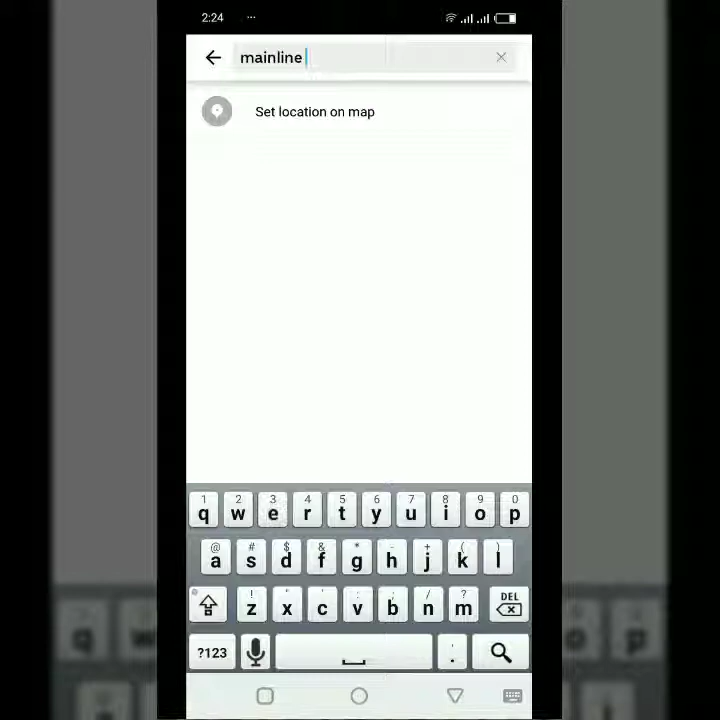 2:24 ...
mainline
Set location on map
1 2 3 4 5 6 7 8 9 0
q w e r t y u i o p
@ # $ & * - + ( )
a s d f g h j k l
! " ' : ; / ?
z x c v b n m DEL
?123 , .